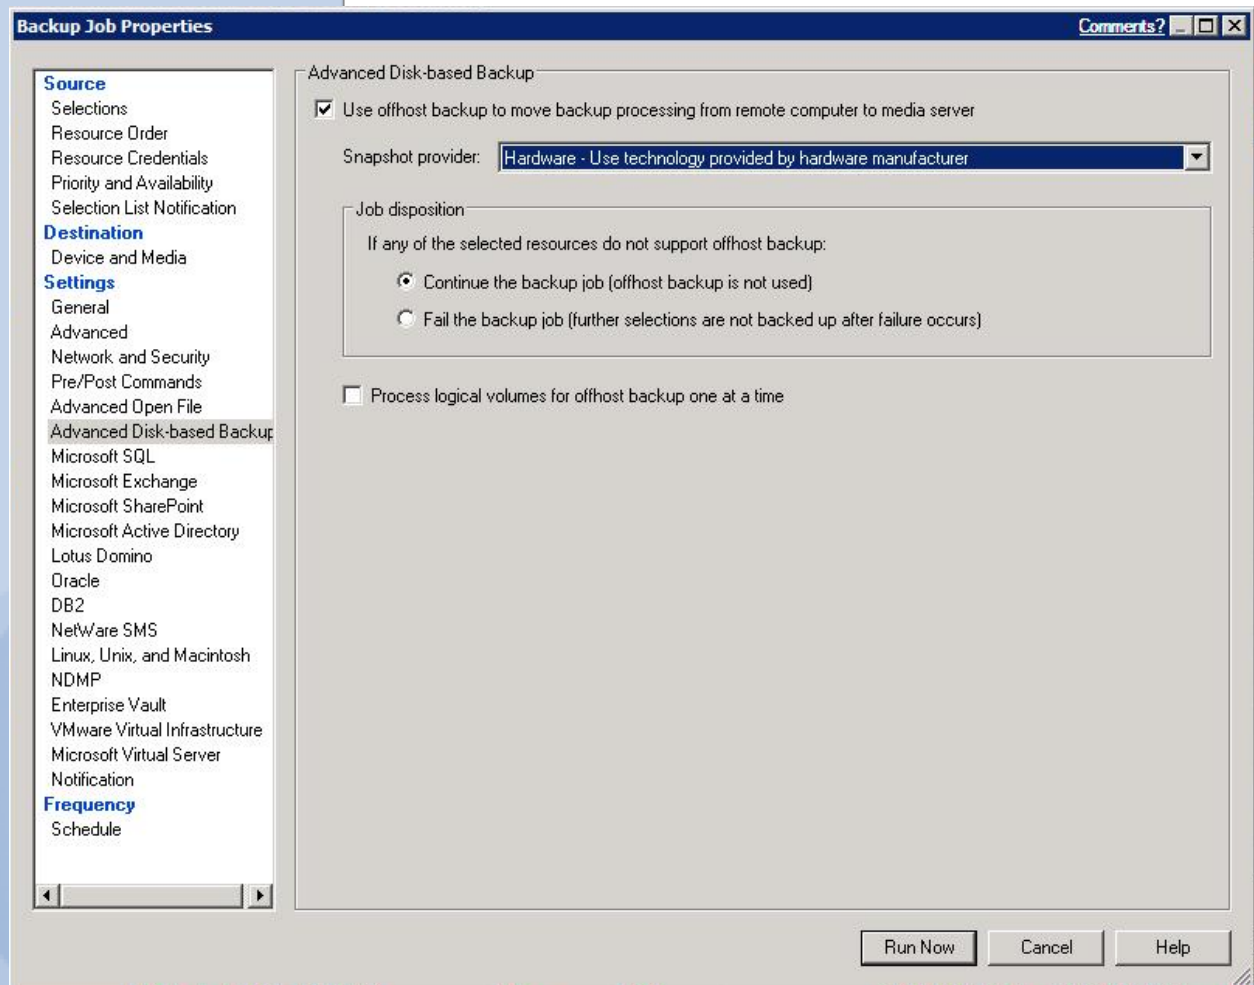 Backup Job Properties
Comments?
Source
Selections
Resource Order
Resource Credentials
Priority and Availability
Selection List Notification
Destination
Device and Media
Settings
General
Advanced
Network and Security
Pre/Post Commands
Advanced Open File
Advanced Disk-based Backup
Microsoft SQL
Microsoft Exchange
Microsoft SharePoint
Microsoft Active Directory
Lotus Domino
Oracle
DB2
NetWare SMS
Linux, Unix, and Macintosh
NDMP
Enterprise Vault
VMware Virtual Infrastructure
Microsoft Virtual Server
Notification
Frequency
Schedule
Advanced Disk-based Backup
Use offhost backup to move backup processing from remote computer to media server
Snapshot provider: Hardware - Use technology provided by hardware manufacturer
Job disposition
If any of the selected resources do not support offhost backup:
Continue the backup job (offhost backup is not used)
Fail the backup job (further selections are not backed up after failure occurs)
Process logical volumes for offhost backup one at a time
Run Now Cancel Help